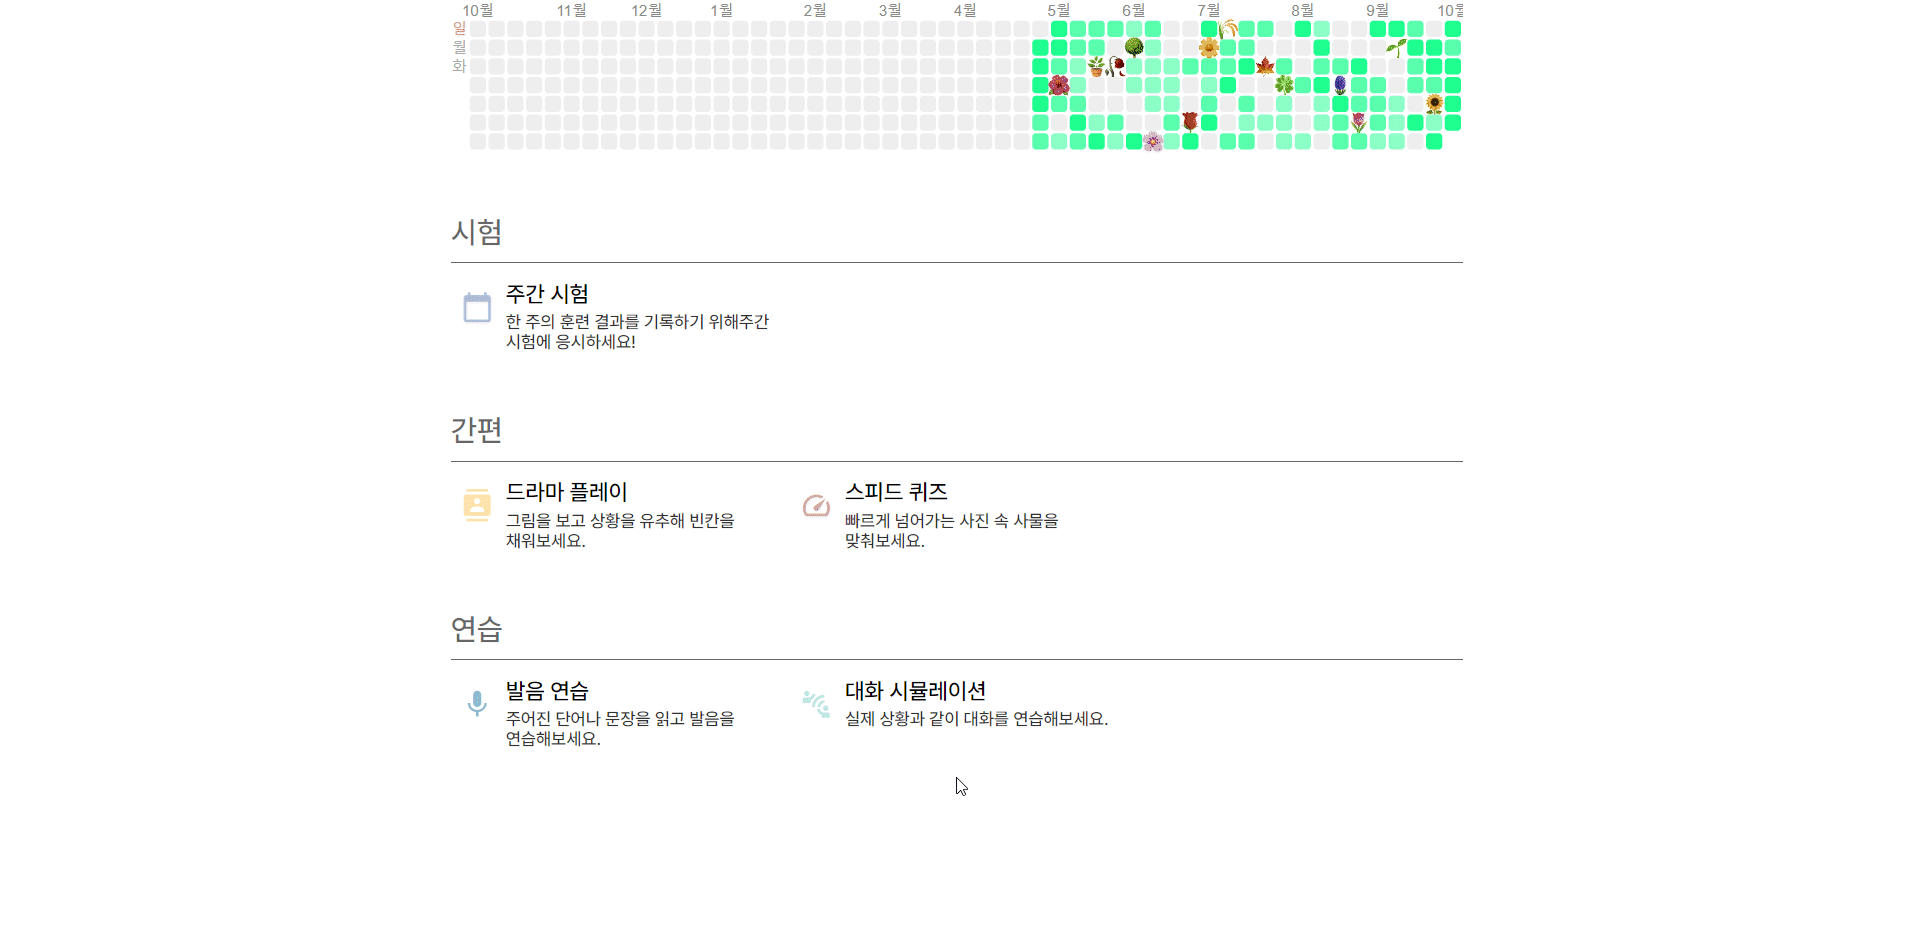 10월 11월 12월 1월 2월 3월 4월 5월 6월 7월 8월 9월 10월
일
월
화
시험
주간 시험
한 주의 훈련 결과를 기록하기 위해주간
시험에 응시하세요!
간편
드라마 플레이
그림을 보고 상황을 유추해 빈칸을
채워보세요.
스피드 퀴즈
빠르게 넘어가는 사진 속 사물을
맞춰보세요.
연습
발음 연습
주어진 단어나 문장을 읽고 발음을
연습해보세요.
대화 시뮬레이션
실제 상황과 같이 대화를 연습해보세요.